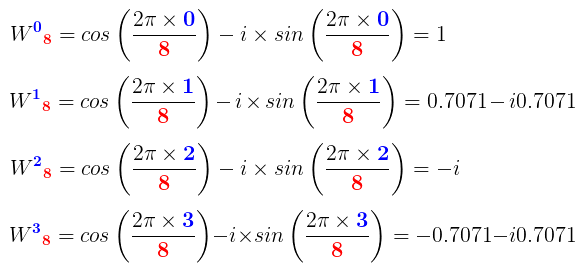 W^0_8 = cos (2π × 0 / 8) − i × sin (2π × 0 / 8) = 1
W^1_8 = cos (2π × 1 / 8) − i × sin (2π × 1 / 8) = 0.7071 − i0.7071
W^2_8 = cos (2π × 2 / 8) − i × sin (2π × 2 / 8) = −i
W^3_8 = cos (2π × 3 / 8) − i × sin (2π × 3 / 8) = −0.7071 − i0.7071